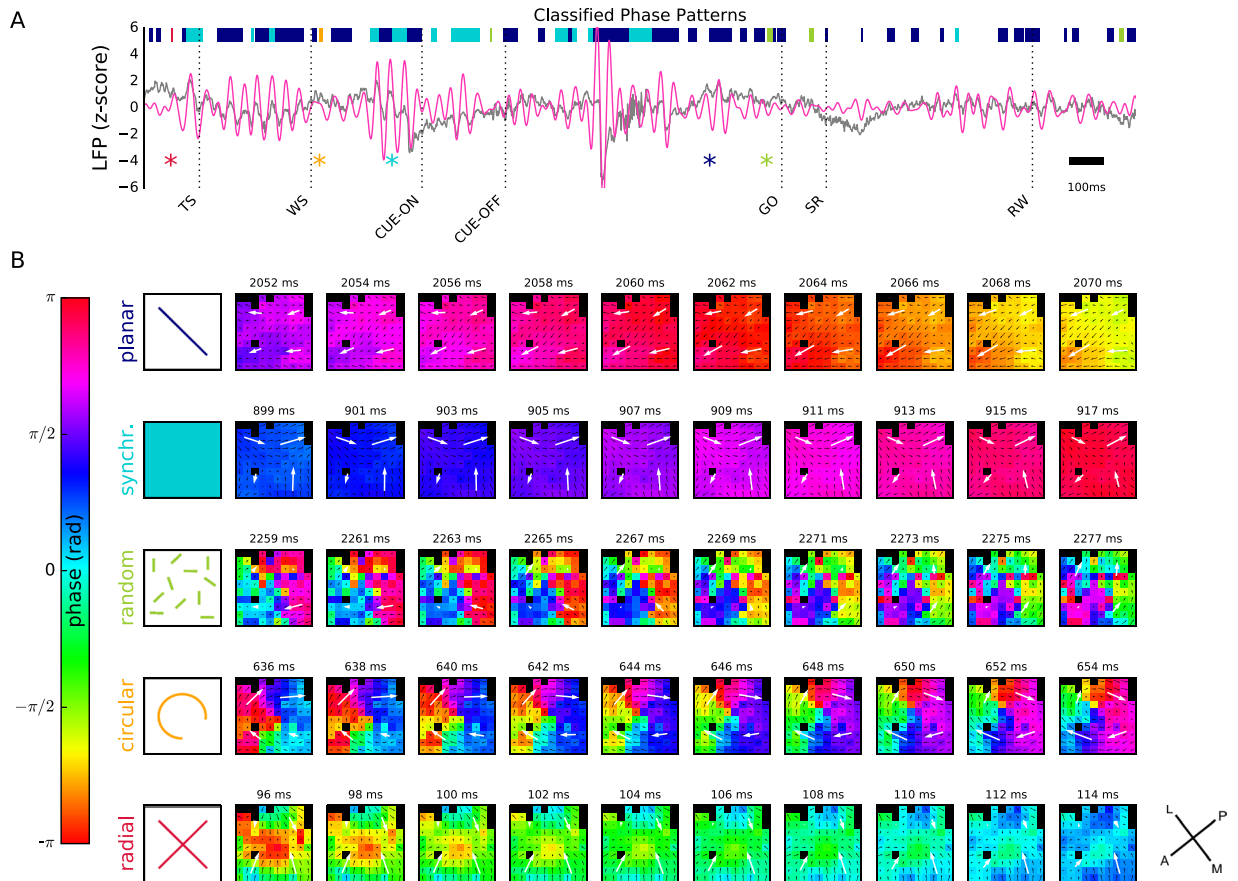 A
Classified Phase Patterns
LFP (z-score)
6
4
2
0
−2
−4
−6
100ms
TS
WS
CUE-ON
CUE-OFF
GO
SR
RW
B
phase (rad)
π
π/2
0
−π/2
-π
planar
2052 ms 2054 ms 2056 ms 2058 ms 2060 ms 2062 ms 2064 ms 2066 ms 2068 ms 2070 ms
synchr.
899 ms 901 ms 903 ms 905 ms 907 ms 909 ms 911 ms 913 ms 915 ms 917 ms
random
2259 ms 2261 ms 2263 ms 2265 ms 2267 ms 2269 ms 2271 ms 2273 ms 2275 ms 2277 ms
circular
636 ms 638 ms 640 ms 642 ms 644 ms 646 ms 648 ms 650 ms 652 ms 654 ms
radial
96 ms 98 ms 100 ms 102 ms 104 ms 106 ms 108 ms 110 ms 112 ms 114 ms
L P
A M